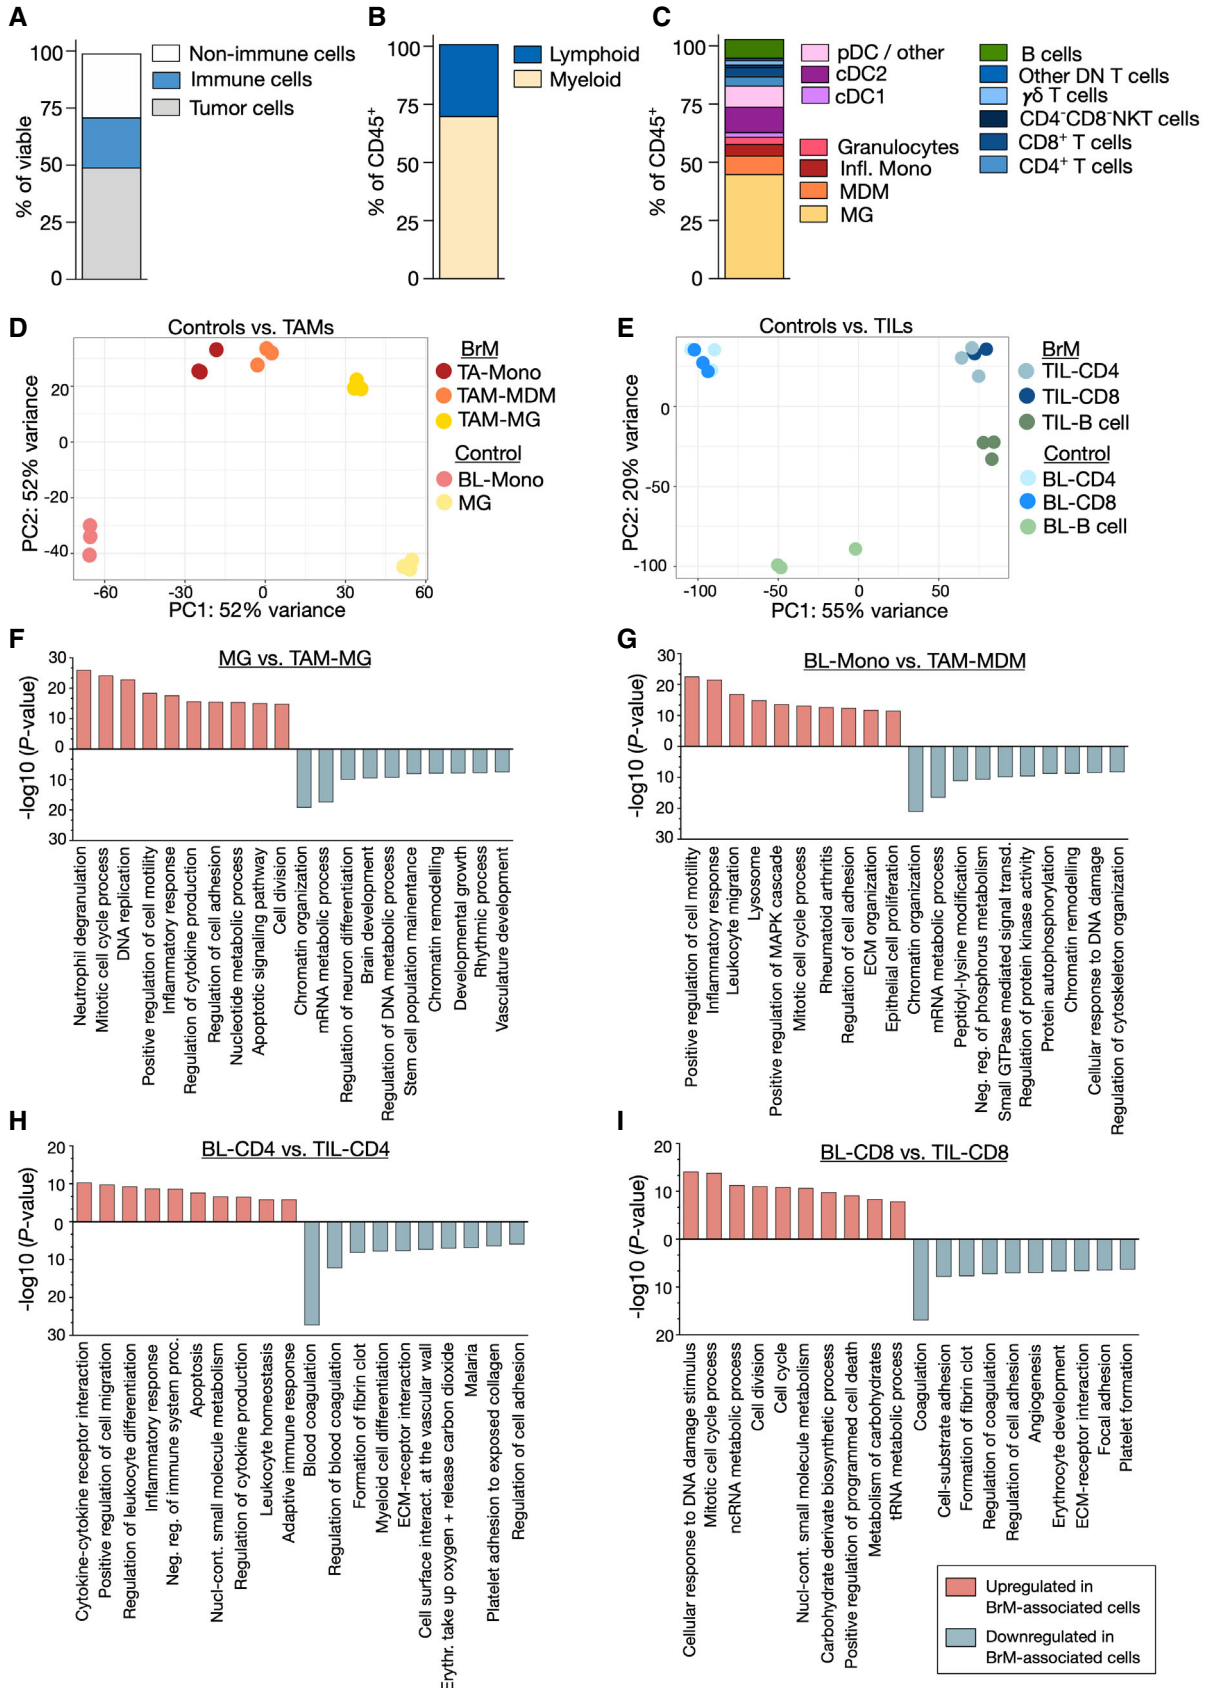 A
100
75
50
25
0
% of viable
Non-immune cells
Immune cells
Tumor cells
B
100
75
50
25
0
% of CD45+
Lymphoid
Myeloid
C
100
75
50
25
0
% of CD45+
pDC / other
cDC2
cDC1
Granulocytes
Infl. Mono
MDM
MG
B cells
Other DN T cells
γδ T cells
CD4-CD8-NKT cells
CD8+ T cells
CD4+ T cells
D
Controls vs. TAMs
PC2: 52% variance
20
0
-20
-40
-60
-30
0
30
60
PC1: 52% variance
BrM
TA-Mono
TAM-MDM
TAM-MG
Control
BL-Mono
MG
E
Controls vs. TILs
PC2: 20% variance
0
-50
-100
-100
-50
0
50
PC1: 55% variance
BrM
TIL-CD4
TIL-CD8
TIL-B cell
Control
BL-CD4
BL-CD8
BL-B cell
F
MG vs. TAM-MG
-log10 (P-value)
30
20
10
0
10
20
30
Neutrophil degranulation
Mitotic cell cycle process
DNA replication
Positive regulation of cell motility
Inflammatory response
Regulation of cytokine production
Regulation of cell adhesion
Nucleotide metabolic process
Apoptotic signaling pathway
Cell division
Chromatin organization
mRNA metabolic process
Regulation of neuron differentiation
Brain development
Regulation of DNA metabolic process
Stem cell population maintenance
Chromatin remodelling
Developmental growth
Rhythmic process
Vasculature development
G
BL-Mono vs. TAM-MDM
-log10 (P-value)
30
20
10
0
10
20
30
Positive regulation of cell motility
Inflammatory response
Leukocyte migration
Lysosome
Positive regulation of MAPK cascade
Mitotic cell cycle process
Rheumatoid arthritis
Regulation of cell adhesion
ECM organization
Epithelial cell proliferation
Chromatin organization
mRNA metabolic process
Peptidyl-lysine modification
Neg. reg. of phosphorus metabolism
Small GTPase mediated signal transd.
Regulation of protein kinase activity
Protein autophosphorylation
Chromatin remodelling
Cellular response to DNA damage
Regulation of cytoskeleton organization
H
BL-CD4 vs. TIL-CD4
-log10 (P-value)
20
10
0
10
20
30
Cytokine-cytokine receptor interaction
Positive regulation of cell migration
Regulation of leukocyte differentiation
Inflammatory response
Neg. reg. of immune system proc.
Apoptosis
Nucl-cont. small molecule metabolism
Regulation of cytokine production
Leukocyte homeostasis
Adaptive immune response
Blood coagulation
Regulation of blood coagulation
Formation of fibrin clot
Myeloid cell differentiation
ECM-receptor interaction
Cell surface interact. at the vascular wall
Erythr. take up oxygen + release carbon dioxide
Malaria
Platelet adhesion to exposed collagen
Regulation of cell adhesion
I
BL-CD8 vs. TIL-CD8
-log10 (P-value)
20
10
0
10
20
Cellular response to DNA damage stimulus
Mitotic cell cycle process
ncRNA metabolic process
Cell division
Cell cycle
Nucl-cont. small molecule metabolism
Carbohydrate derivate biosynthetic process
Positive regulation of programmed cell death
Metabolism of carbohydrates
tRNA metabolic process
Coagulation
Cell-substrate adhesion
Formation of fibrin clot
Regulation of coagulation
Regulation of cell adhesion
Angiogenesis
Erythrocyte development
ECM-receptor interaction
Focal adhesion
Platelet formation
Upregulated in
BrM-associated cells
Downregulated in
BrM-associated cells